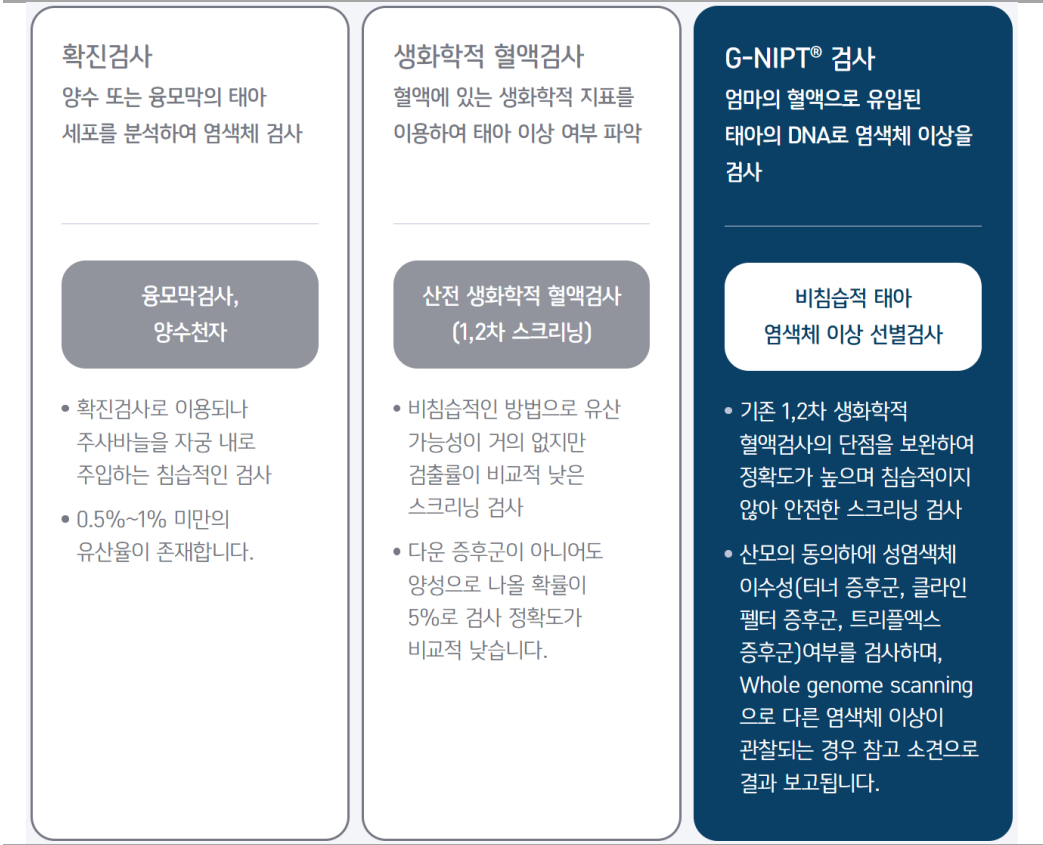 확진검사
양수 또는 융모막의 태아
세포를 분석하여 염색체 검사
융모막검사,
양수천자
• 확진검사로 이용되나
주사바늘을 자궁 내로
주입하는 침습적인 검사
• 0.5%~1% 미만의
유산율이 존재합니다.
생화학적 혈액검사
혈액에 있는 생화학적 지표를
이용하여 태아 이상 여부 파악
산전 생화학적 혈액검사
(1,2차 스크리닝)
• 비침습적인 방법으로 유산
가능성이 거의 없지만
검출률이 비교적 낮은
스크리닝 검사
• 다운 증후군이 아니어도
양성으로 나올 확률이
5%로 검사 정확도가
비교적 낮습니다.
G-NIPT® 검사
엄마의 혈액으로 유입된
태아의 DNA로 염색체 이상을
검사
비침습적 태아
염색체 이상 선별검사
• 기존 1,2차 생화학적
혈액검사의 단점을 보완하여
정확도가 높으며 침습적이지
않아 안전한 스크리닝 검사
• 산모의 동의하에 성염색체
이수성(터너 증후군, 클라인
펠터 증후군, 트리플엑스
증후군)여부를 검사하며,
Whole genome scanning
으로 다른 염색체 이상이
관찰되는 경우 참고 소견으로
결과 보고됩니다.